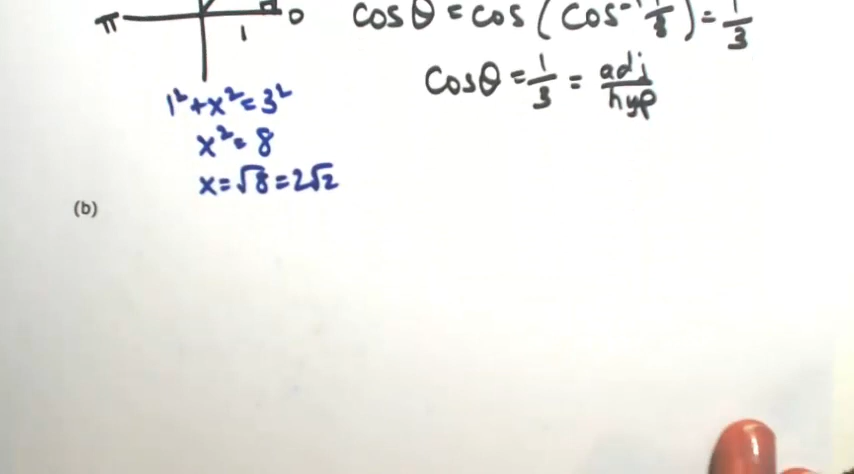 π 1 0
cos θ = cos (cos⁻¹ 1/3) = 1/3
cos θ = 1/3 = adj/hyp
1² + x² = 3²
x² = 8
x = √8 = 2√2
(b)